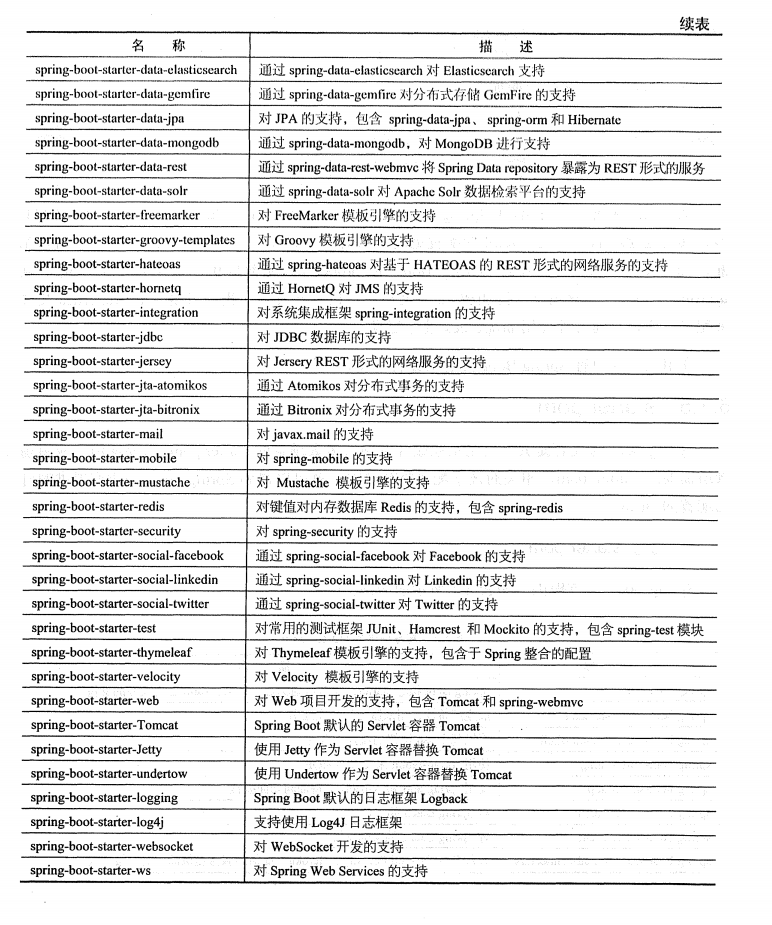 续表
名 称 描 述
spring-boot-starter-data-elasticsearch 通过 spring-data-elasticsearch 对 Elasticsearch 支持
spring-boot-starter-data-gemfire 通过 spring-data-gemfire 对分布式存储 GemFire 的支持
spring-boot-starter-data-jpa 对 JPA 的支持，包含 spring-data-jpa、spring-orm 和 Hibernate
spring-boot-starter-data-mongodb 通过 spring-data-mongodb，对 MongoDB 进行支持
spring-boot-starter-data-rest 通过 spring-data-rest-webmvc 将 Spring Data repository 暴露为 REST 形式的服务
spring-boot-starter-data-solr 通过 spring-data-solr 对 Apache Solr 数据检索平台的支持
spring-boot-starter-freemarker 对 FreeMarker 模板引擎的支持
spring-boot-starter-groovy-templates 对 Groovy 模板引擎的支持
spring-boot-starter-hateoas 通过 spring-hateoas 对基于 HATEOAS 的 REST 形式的网络服务的支持
spring-boot-starter-hornetq 通过 HornetQ 对 JMS 的支持
spring-boot-starter-integration 对系统集成框架 spring-integration 的支持
spring-boot-starter-jdbc 对 JDBC 数据库的支持
spring-boot-starter-jersey 对 Jersery REST 形式的网络服务的支持
spring-boot-starter-jta-atomikos 通过 Atomikos 对分布式事务的支持
spring-boot-starter-jta-bitronix 通过 Bitronix 对分布式事务的支持
spring-boot-starter-mail 对 javax.mail 的支持
spring-boot-starter-mobile 对 spring-mobile 的支持
spring-boot-starter-mustache 对 Mustache 模板引擎的支持
spring-boot-starter-redis 对键值对内存数据库 Redis 的支持，包含 spring-redis
spring-boot-starter-security 对 spring-security 的支持
spring-boot-starter-social-facebook 通过 spring-social-facebook 对 Facebook 的支持
spring-boot-starter-social-linkedin 通过 spring-social-linkedin 对 Linkedin 的支持
spring-boot-starter-social-twitter 通过 spring-social-twitter 对 Twitter 的支持
spring-boot-starter-test 对常用的测试框架 JUnit、Hamcrest 和 Mockito 的支持，包含 spring-test 模块
spring-boot-starter-thymeleaf 对 Thymeleaf 模板引擎的支持，包含于 Spring 整合的配置
spring-boot-starter-velocity 对 Velocity 模板引擎的支持
spring-boot-starter-web 对 Web 项目开发的支持，包含 Tomcat 和 spring-webmvc
spring-boot-starter-Tomcat Spring Boot 默认的 Servlet 容器 Tomcat
spring-boot-starter-Jetty 使用 Jetty 作为 Servlet 容器替换 Tomcat
spring-boot-starter-undertow 使用 Undertow 作为 Servlet 容器替换 Tomcat
spring-boot-starter-logging Spring Boot 默认的日志框架 Logback
spring-boot-starter-log4j 支持使用 Log4J 日志框架
spring-boot-starter-websocket 对 WebSocket 开发的支持
spring-boot-starter-ws 对 Spring Web Services 的支持